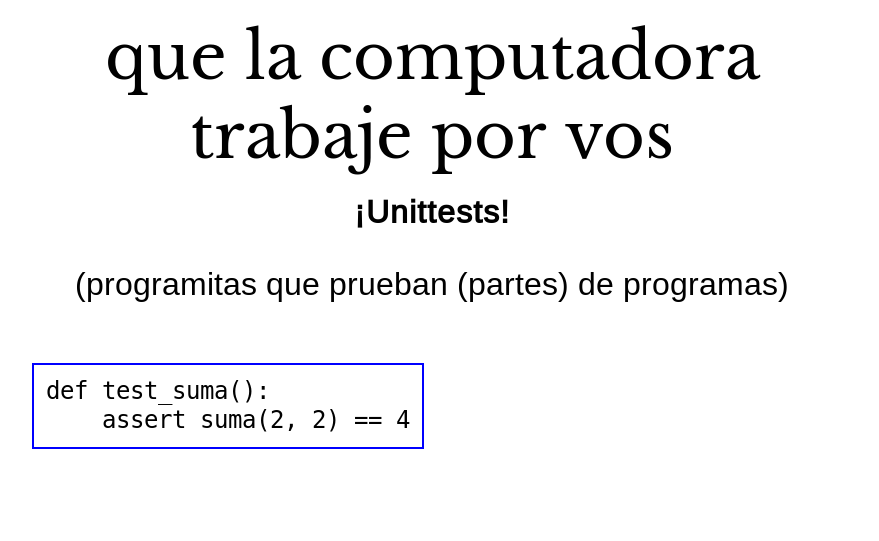 que la computadora
trabaje por vos
¡Unittests!
(programitas que prueban (partes) de programas)
def test_suma():
    assert suma(2, 2) == 4